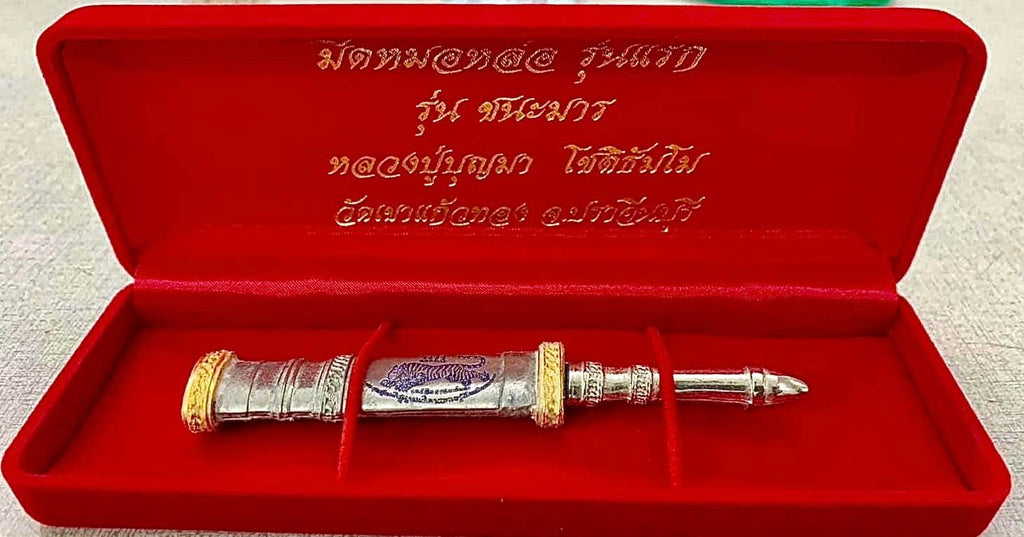 มีดหมอหล่อ รุ่นแรก
รุ่น ชนะมาร
หลวงปู่บุญมา โชติธัมโม
วัดเขาแก้วทอง จ.ปราจีนบุรี